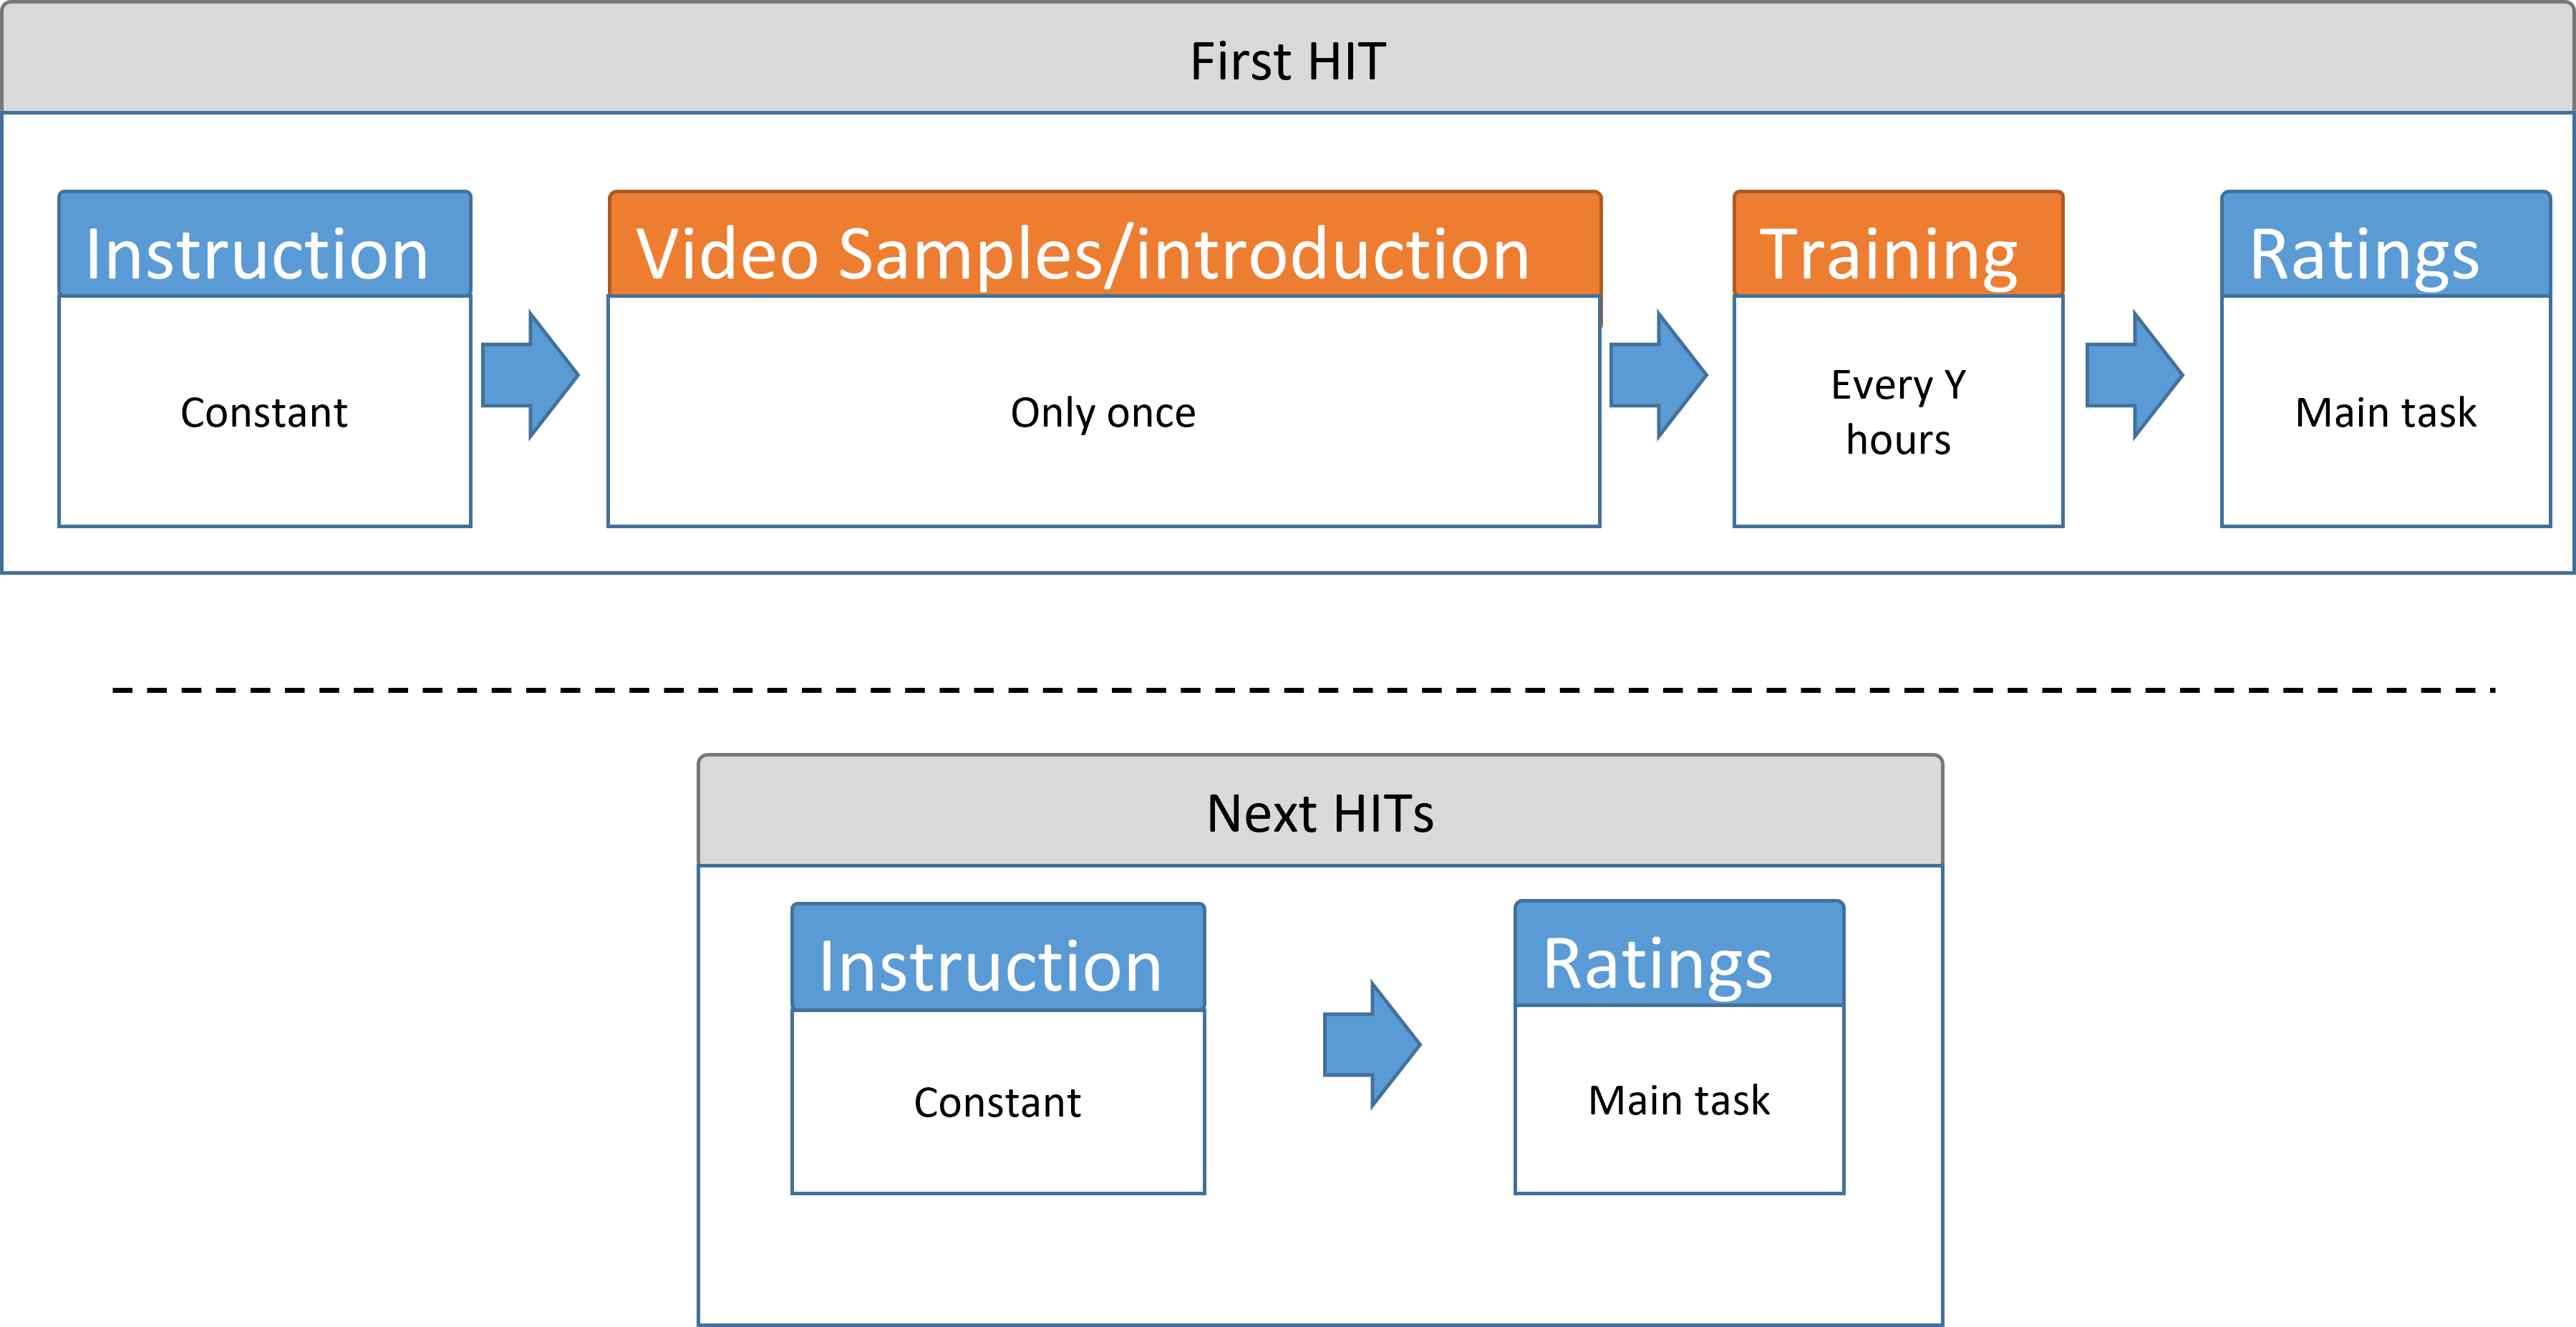 First HIT
Instruction
Video Samples/introduction
Training
Ratings
Constant
Only once
Every Y
hours
Main task
Next HITs
Instruction
Ratings
Constant
Main task